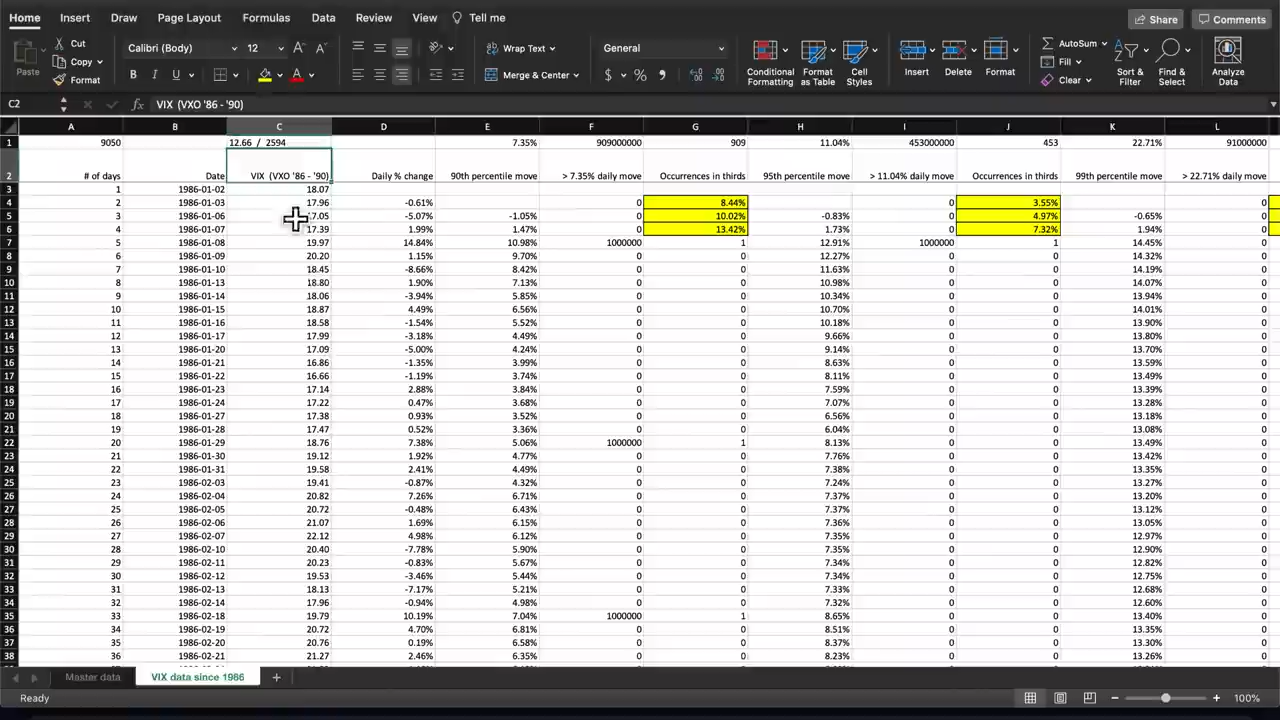 Home Insert Draw Page Layout Formulas Data Review View Tell me Share Comments
Paste Cut Copy Format Calibri (Body) 12 A A Wrap Text General Conditional Formatting Format as Table Cell Styles Insert Delete Format AutoSum Fill Clear Sort & Filter Find & Select Analyze Data
B I U A Merge & Center $ % 9
C2 fx VIX (VXO '86 - '90)
A B C D E F G H I J K L
1 9050 12.66 / 2594 7.35% 909000000 909 11.04% 453000000 453 22.71% 91000000
2 # of days Date VIX (VXO '86 - '90) Daily % change 90th percentile move > 7.35% daily move Occurrences in thirds 95th percentile move > 11.04% daily move Occurrences in thirds 99th percentile move > 22.71% daily move
3 1 1986-01-02 18.07
4 2 1986-01-03 17.96 -0.61% 0 8.44% 0 3.55% 0
5 3 1986-01-06 17.05 -5.07% -1.05% 0 10.02% -0.83% 0 4.97% -0.65% 0
6 4 1986-01-07 17.39 1.99% 1.47% 0 13.42% 1.73% 0 7.32% 1.94% 0
7 5 1986-01-08 19.97 14.84% 10.98% 1000000 1 12.91% 1000000 1 14.45% 0
8 6 1986-01-09 20.20 1.15% 9.70% 0 0 12.27% 0 0 14.32% 0
9 7 1986-01-10 18.45 -8.66% 8.42% 0 0 11.63% 0 0 14.19% 0
10 8 1986-01-13 18.80 1.90% 7.13% 0 0 10.98% 0 0 14.07% 0
11 9 1986-01-14 18.06 -3.94% 5.85% 0 0 10.34% 0 0 13.94% 0
12 10 1986-01-15 18.87 4.49% 6.56% 0 0 10.70% 0 0 14.01% 0
13 11 1986-01-16 18.58 -1.54% 5.52% 0 0 10.18% 0 0 13.90% 0
14 12 1986-01-17 17.99 -3.18% 4.49% 0 0 9.66% 0 0 13.80% 0
15 13 1986-01-20 17.09 -5.00% 4.24% 0 0 9.14% 0 0 13.70% 0
16 14 1986-01-21 16.86 -1.35% 3.99% 0 0 8.63% 0 0 13.59% 0
17 15 1986-01-22 16.66 -1.19% 3.74% 0 0 8.11% 0 0 13.49% 0
18 16 1986-01-23 17.14 2.88% 3.84% 0 0 7.59% 0 0 13.39% 0
19 17 1986-01-24 17.22 0.47% 3.68% 0 0 7.07% 0 0 13.28% 0
20 18 1986-01-27 17.38 0.93% 3.52% 0 0 6.56% 0 0 13.18% 0
21 19 1986-01-28 17.47 0.52% 3.36% 0 0 6.04% 0 0 13.08% 0
22 20 1986-01-29 18.76 7.38% 5.06% 1000000 1 8.13% 0 0 13.49% 0
23 21 1986-01-30 19.12 1.92% 4.77% 0 0 7.76% 0 0 13.42% 0
24 22 1986-01-31 19.58 2.41% 4.49% 0 0 7.38% 0 0 13.35% 0
25 23 1986-02-03 19.41 -0.87% 4.32% 0 0 7.24% 0 0 13.27% 0
26 24 1986-02-04 20.82 7.26% 6.71% 0 0 7.37% 0 0 13.20% 0
27 25 1986-02-05 20.72 -0.48% 6.43% 0 0 7.37% 0 0 13.12% 0
28 26 1986-02-06 21.07 1.69% 6.15% 0 0 7.36% 0 0 13.05% 0
29 27 1986-02-07 22.12 4.98% 6.12% 0 0 7.35% 0 0 12.97% 0
30 28 1986-02-10 20.40 -7.78% 5.90% 0 0 7.35% 0 0 12.90% 0
31 29 1986-02-11 20.23 -0.83% 5.67% 0 0 7.34% 0 0 12.82% 0
32 30 1986-02-12 19.53 -3.46% 5.44% 0 0 7.34% 0 0 12.75% 0
33 31 1986-02-13 18.13 -7.17% 5.21% 0 0 7.33% 0 0 12.68% 0
34 32 1986-02-14 17.96 -0.94% 4.98% 0 0 7.32% 0 0 12.60% 0
35 33 1986-02-18 19.79 10.19% 7.04% 1000000 1 8.65% 0 0 13.40% 0
36 34 1986-02-19 20.72 4.70% 6.81% 0 0 8.51% 0 0 13.35% 0
37 35 1986-02-20 20.76 0.19% 6.58% 0 0 8.37% 0 0 13.30% 0
38 36 1986-02-21 21.27 2.46% 6.35% 0 0 8.23% 0 0 13.26% 0
Master data VIX data since 1986 +
Ready 100%